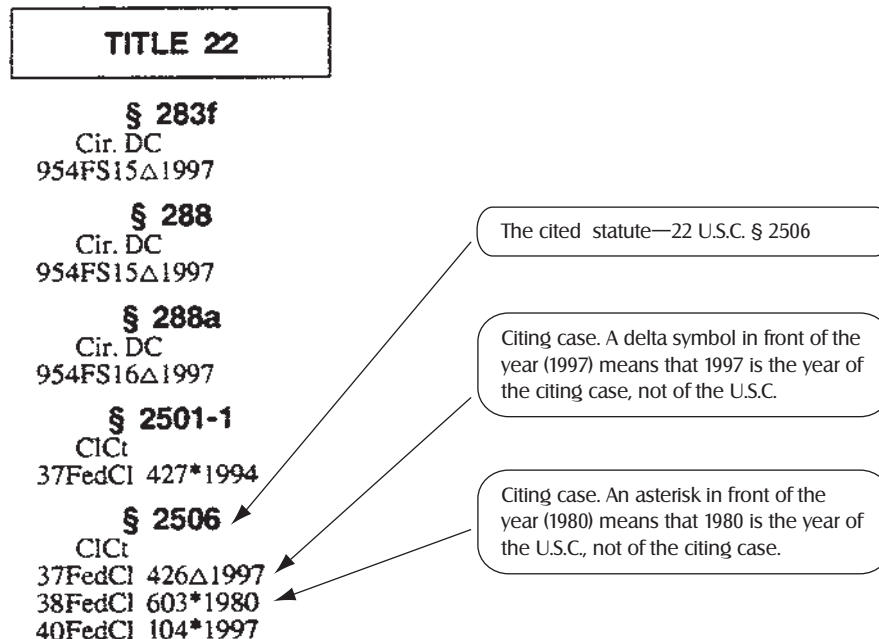 TITLE 22
§ 283f
Cir. DC
954FS15△1997
§ 288
Cir. DC
954FS15△1997
§ 288a
Cir. DC
954FS16△1997
§ 2501-1
ClCt
37FedCl 427*1994
§ 2506
ClCt
37FedCl 426△1997
38FedCl 603*1980
40FedCl 104*1997
The cited statute—22 U.S.C. § 2506
Citing case. A delta symbol in front of the
year (1997) means that 1997 is the year of
the citing case, not of the U.S.C.
Citing case. An asterisk in front of the
year (1980) means that 1980 is the year of
the U.S.C., not of the citing case.